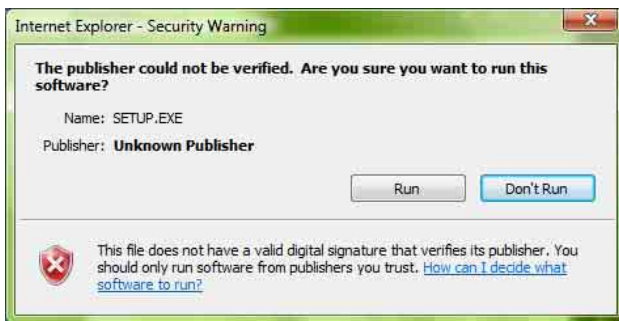 Internet Explorer - Security Warning
The publisher could not be verified.  Are you sure you want to run this
software?
Name: SETUP.EXE
Publisher: Unknown Publisher
Run
Don't Run
This file does not have a valid digital signature that verifies its publisher. You
should only run software from publishers you trust. How can I decide what
software to run?